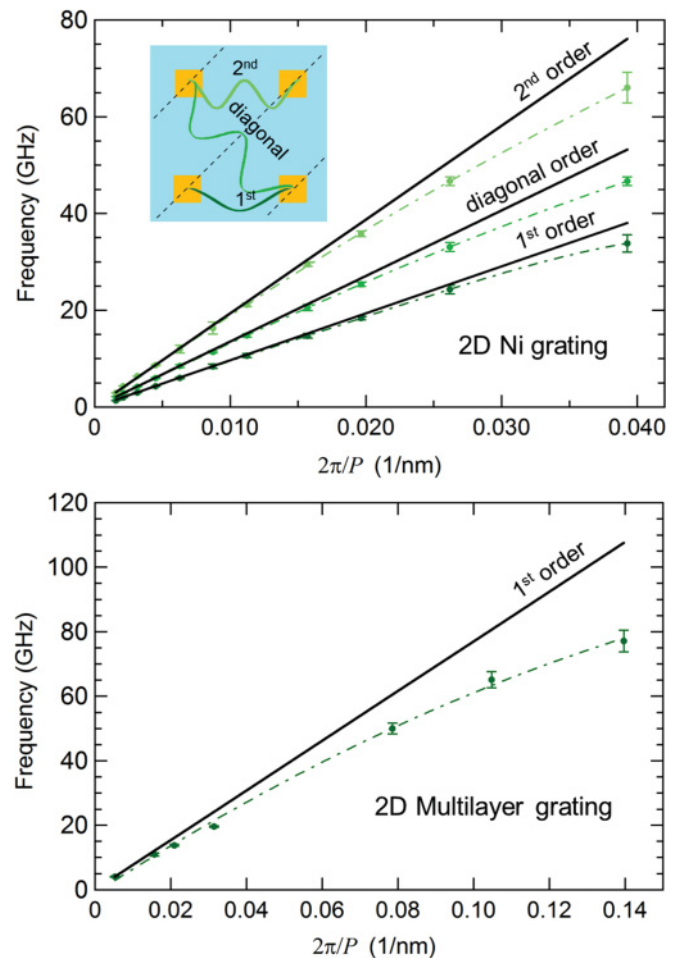 80
60
40
20
0
Frequency (GHz)
2nd
diagonal
1st
2nd order
diagonal order
1st order
2D Ni grating
0
0.010
0.020
0.030
0.040
2π/P (1/nm)
120
100
80
60
40
20
0
Frequency (GHz)
1st order
2D Multilayer grating
0
0.02
0.04
0.06
0.08
0.10
0.12
0.14
2π/P (1/nm)